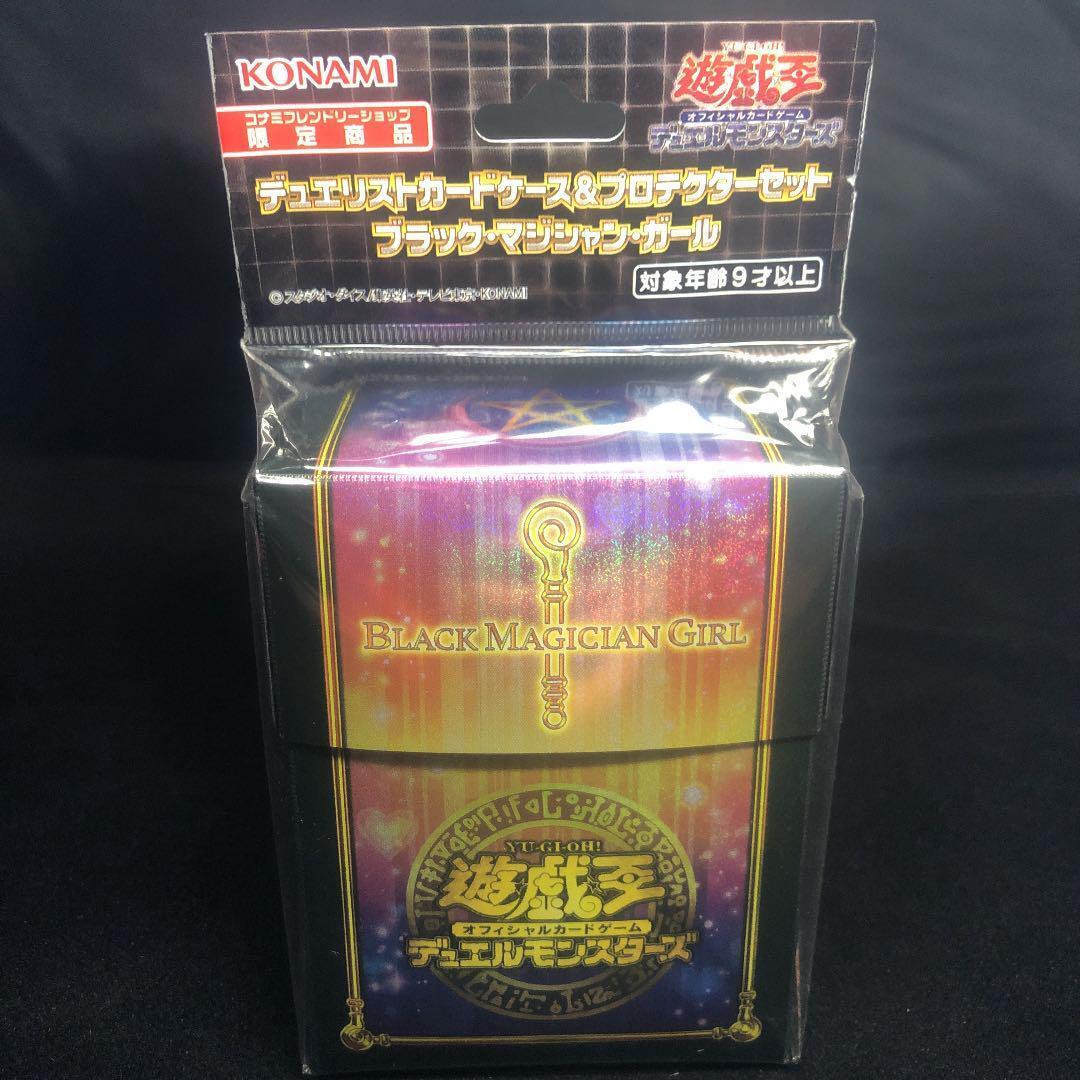 KONAMI
コナミフレンドリーショップ
限定商品
YU-GI-OH!
遊戯王
オフィシャルカードゲーム
デュエルモンスターズ
デュエリストカードケース&プロテクターセット
ブラック・マジシャン・ガール
対象年齢9才以上
©スタジオ・ダイス/集英社・テレビ東京・KONAMI
BLACK MAGICIAN GIRL
YU-GI-OH!
遊戯王
オフィシャルカードゲーム
デュエルモンスターズ